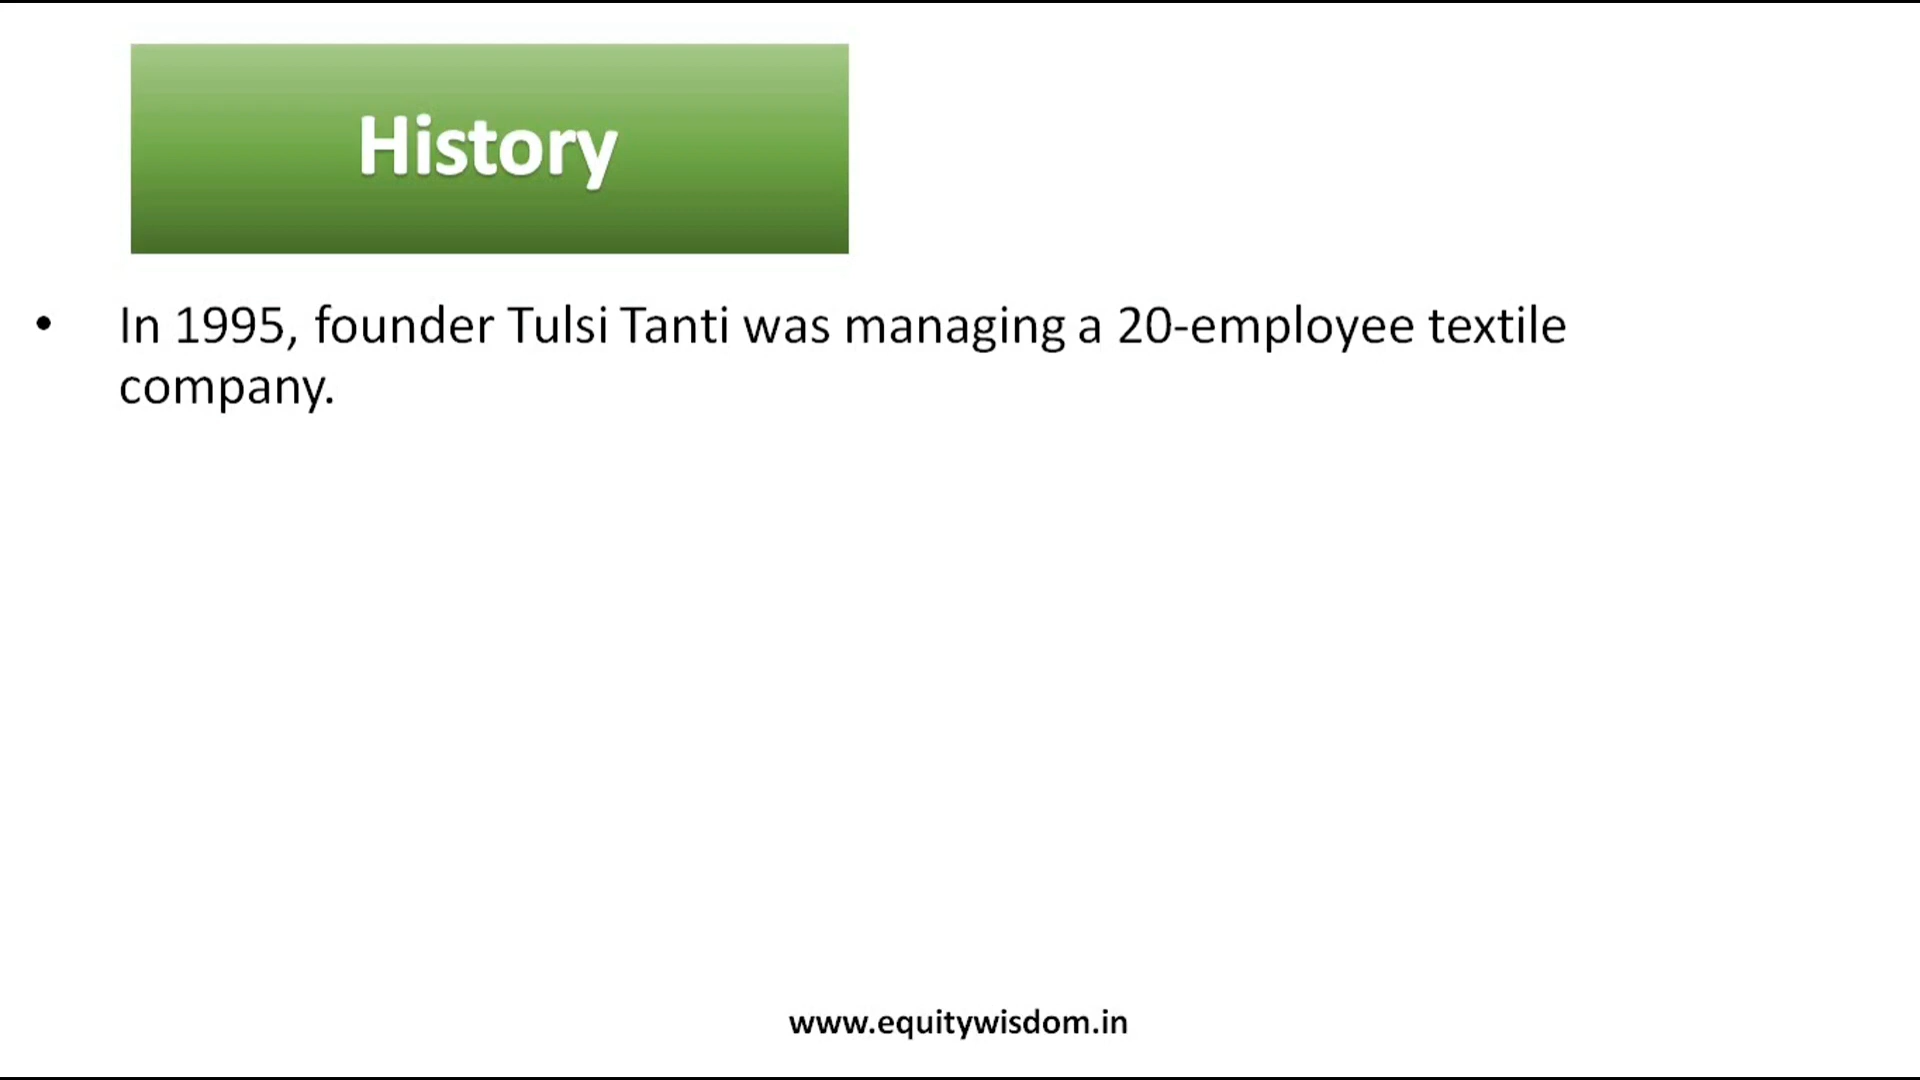 History
• In 1995, founder Tulsi Tanti was managing a 20-employee textile
company.
www.equitywisdom.in